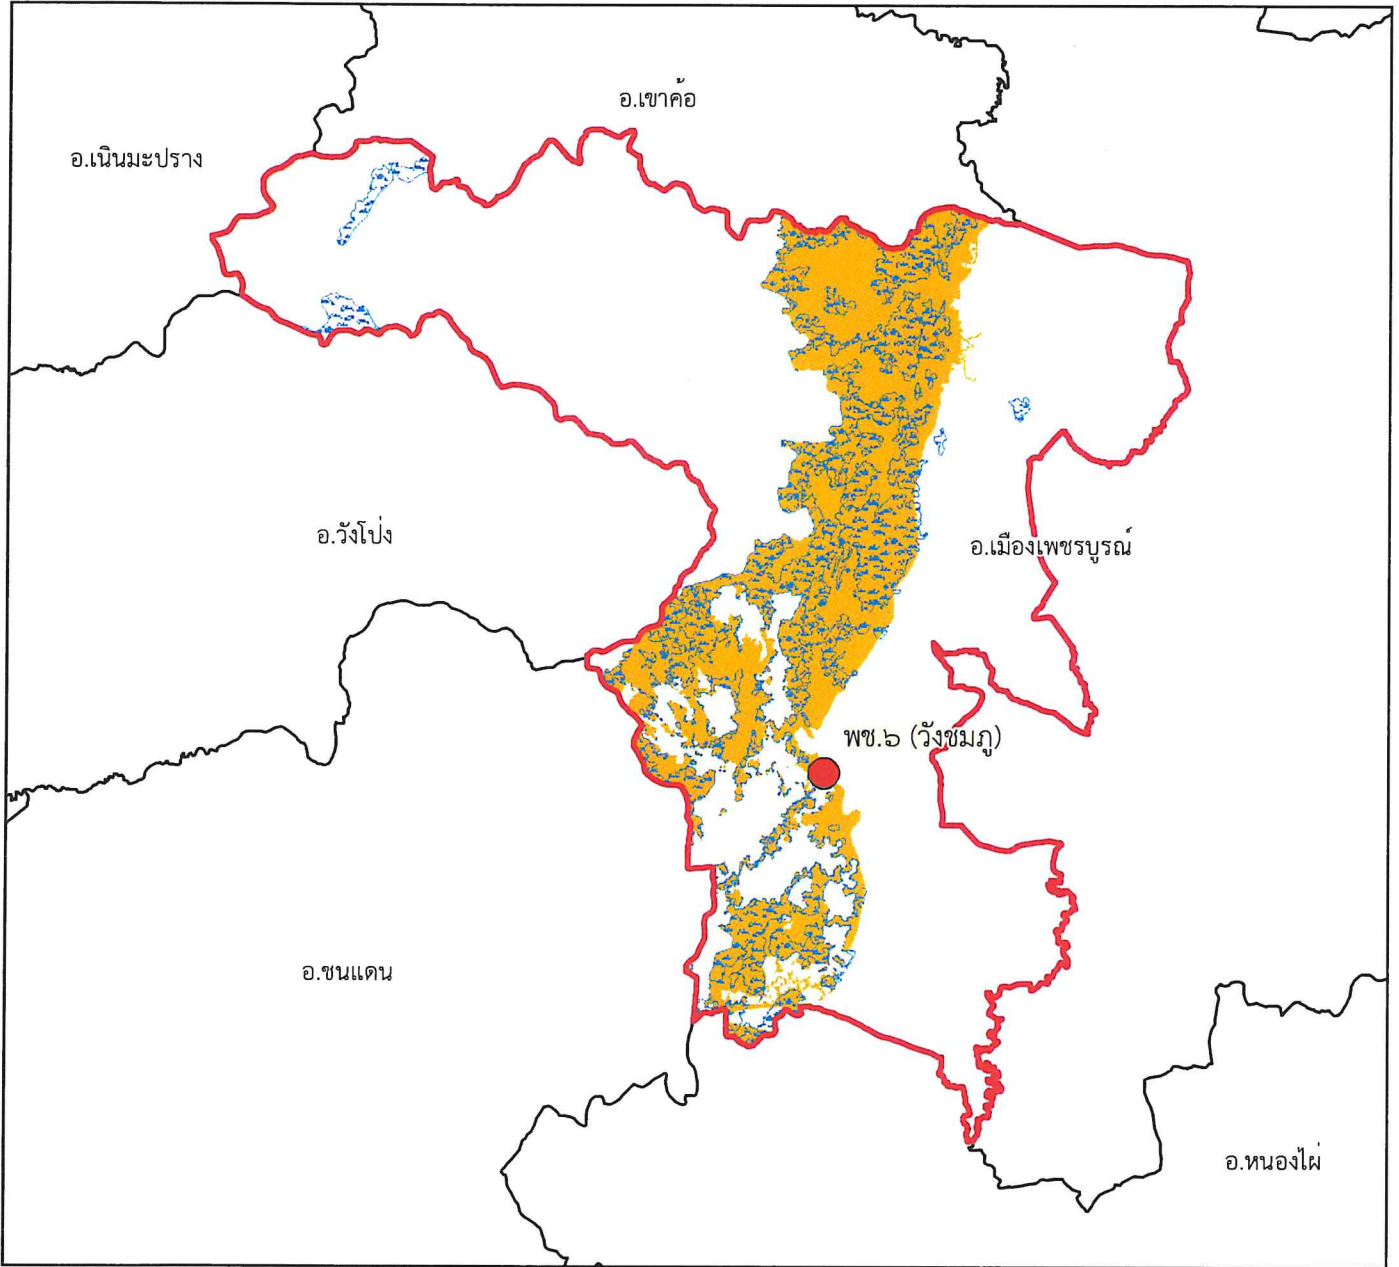 อ.เขาค้อ
อ.เนินมะปราง
อ.วังโป่ง
อ.เมืองเพชรบูรณ์
พช.๖ (วังชมภู)
อ.ชนแดน
อ.หนองไผ่